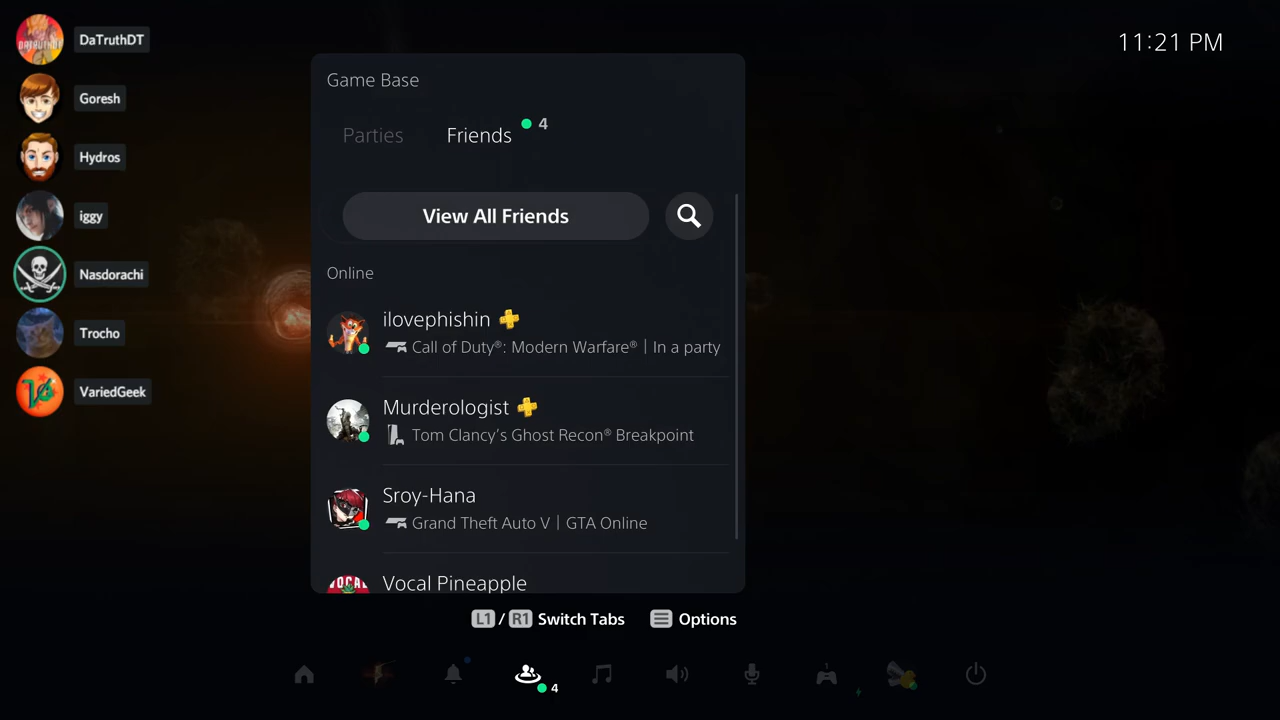 DaTruthDT
Goresh
Hydros
iggy
Nasdorachi
Trocho
VariedGeek
11:21 PM
Game Base
Parties
Friends 4
View All Friends
Online
ilovephishin
Call of Duty®: Modern Warfare® | In a party
Murderologist
Tom Clancy's Ghost Recon® Breakpoint
Sroy-Hana
Grand Theft Auto V | GTA Online
Vocal Pineapple
VOCAL
L1 / R1 Switch Tabs
Options
4
1